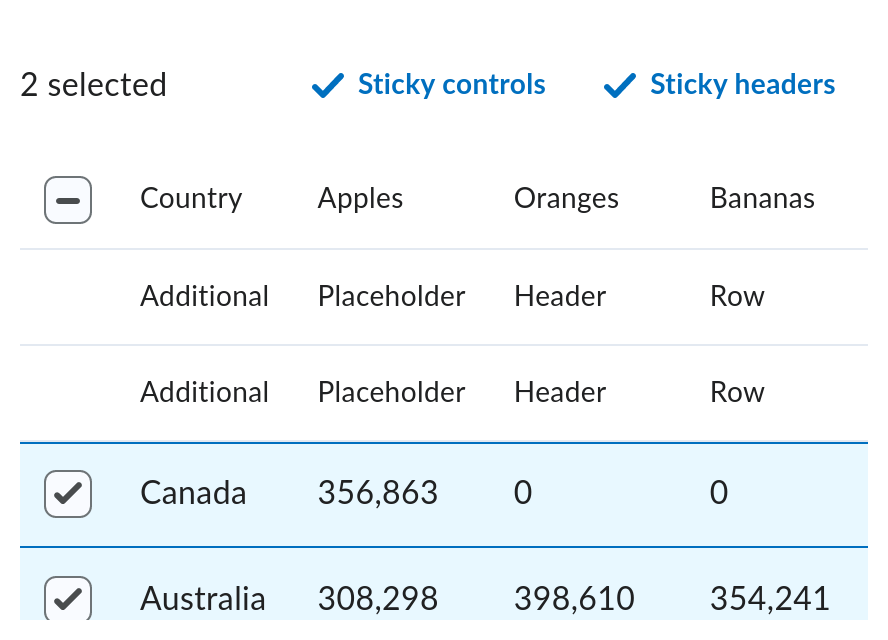 2 selected Sticky controls Sticky headers
Country Apples Oranges Bananas
Additional Placeholder Header Row
Additional Placeholder Header Row
Canada 356,863 0 0
Australia 308,298 398,610 354,241